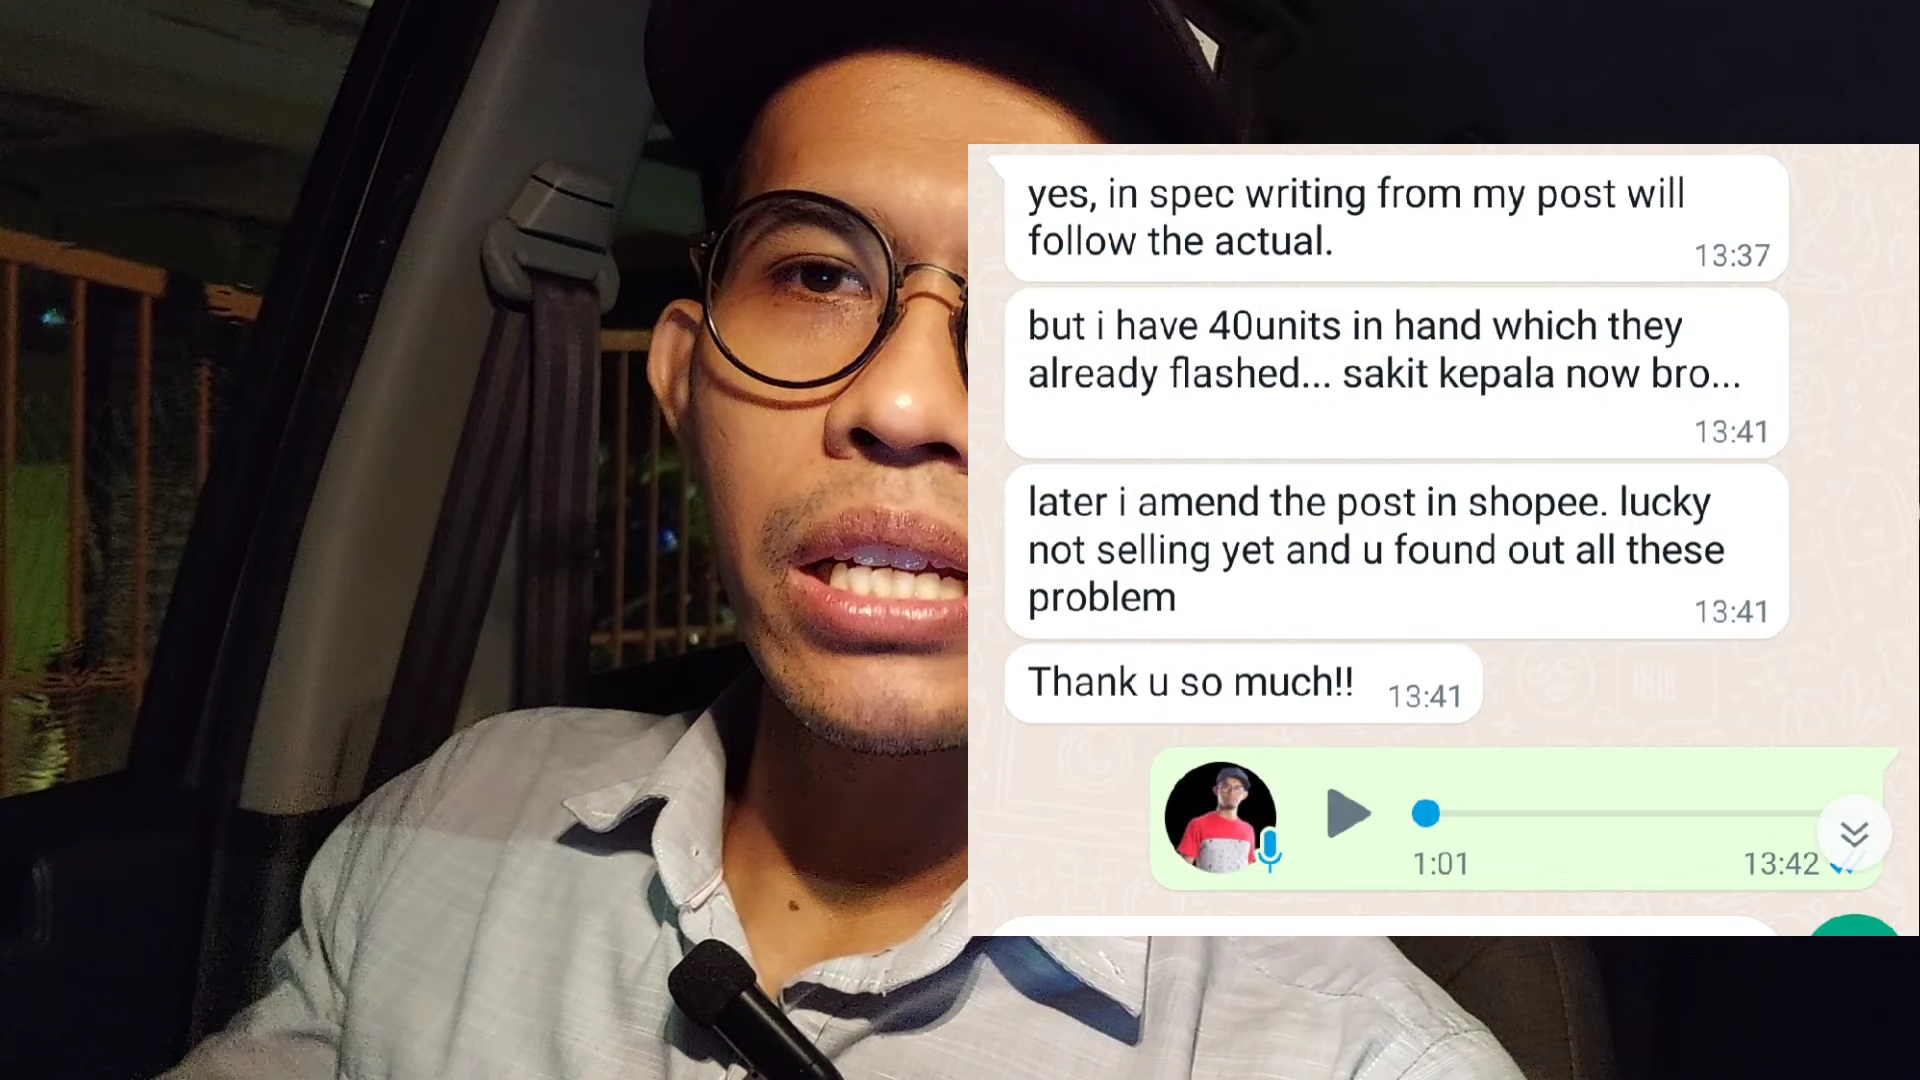 yes, in spec writing from my post will
follow the actual.
13:37
but i have 40units in hand which they
already flashed... sakit kepala now bro...
13:41
later i amend the post in shopee. lucky
not selling yet and u found out all these
problem
13:41
Thank u so much!!
13:41
1:01
13:42